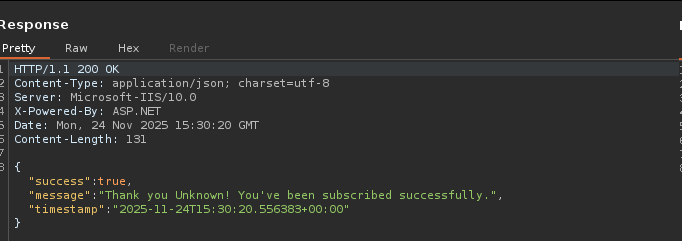 Response
Pretty Raw Hex Render
1 HTTP/1.1 200 OK
2 Content-Type: application/json; charset=utf-8
3 Server: Microsoft-IIS/10.0
4 X-Powered-By: ASP.NET
5 Date: Mon, 24 Nov 2025 15:30:20 GMT
6 Content-Length: 131
7
8 {
"success":true,
"message":"Thank you Unknown! You've been subscribed successfully.",
"timestamp":"2025-11-24T15:30:20.556383+00:00"
}